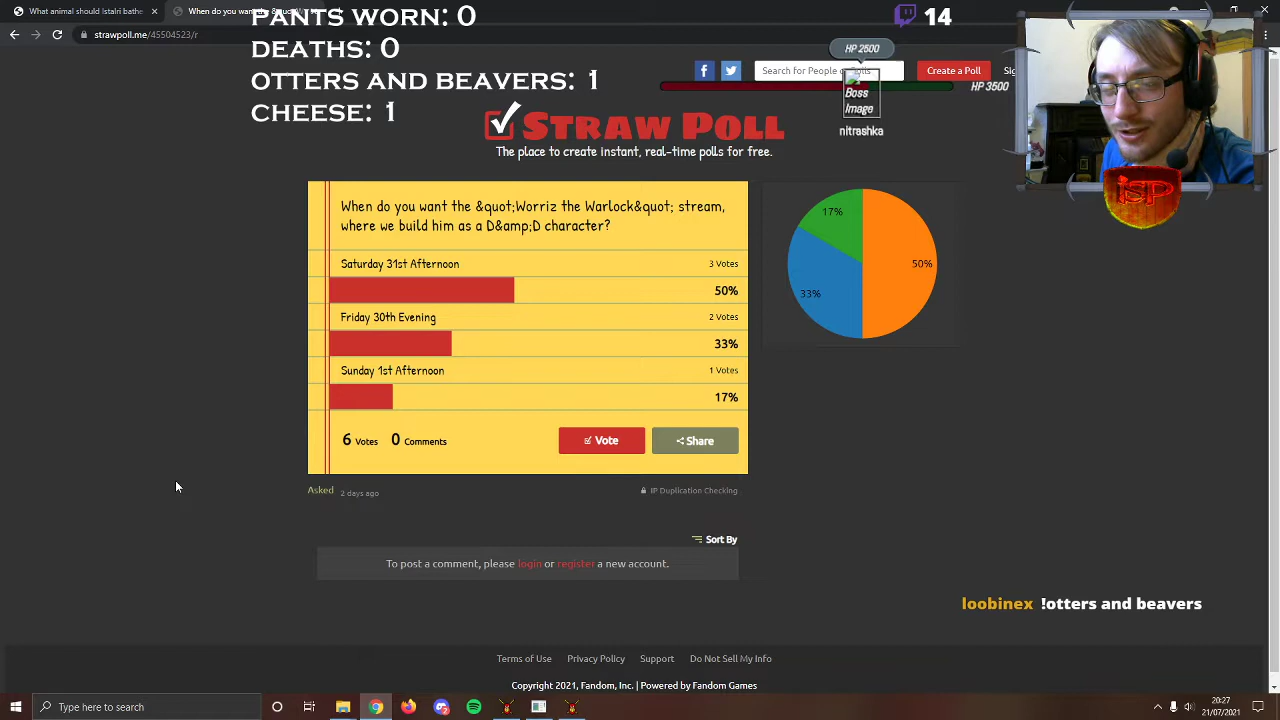 What animal should Istalri bathe
When do you want the
PANTS WORN: 0
DEATHS: 0
OTTERS AND BEAVERS: 1
CHEESE: 1
strawpoll.me/45504523/r
14
HP 2500
Search for People or Polls
Create a Poll
HP 3500
Boss
Image
nitrashka
STRAW POLL
The place to create instant, real-time polls for free.
ISP
When do you want the &quot;Worriz the Warlock&quot; stream,
where we build him as a D&amp;D character?
Saturday 31st Afternoon 3 Votes
50%
Friday 30th Evening 2 Votes
33%
Sunday 1st Afternoon 1 Votes
17%
6 Votes 0 Comments
Vote
Share
17%
50%
33%
Asked 2 days ago
IP Duplication Checking
Sort By
To post a comment, please login or register a new account.
loobinex !otters and beavers
Terms of Use Privacy Policy Support Do Not Sell My Info
Copyright 2021, Fandom, Inc. | Powered by Fandom Games
Type here to search
20:27
21/07/2021